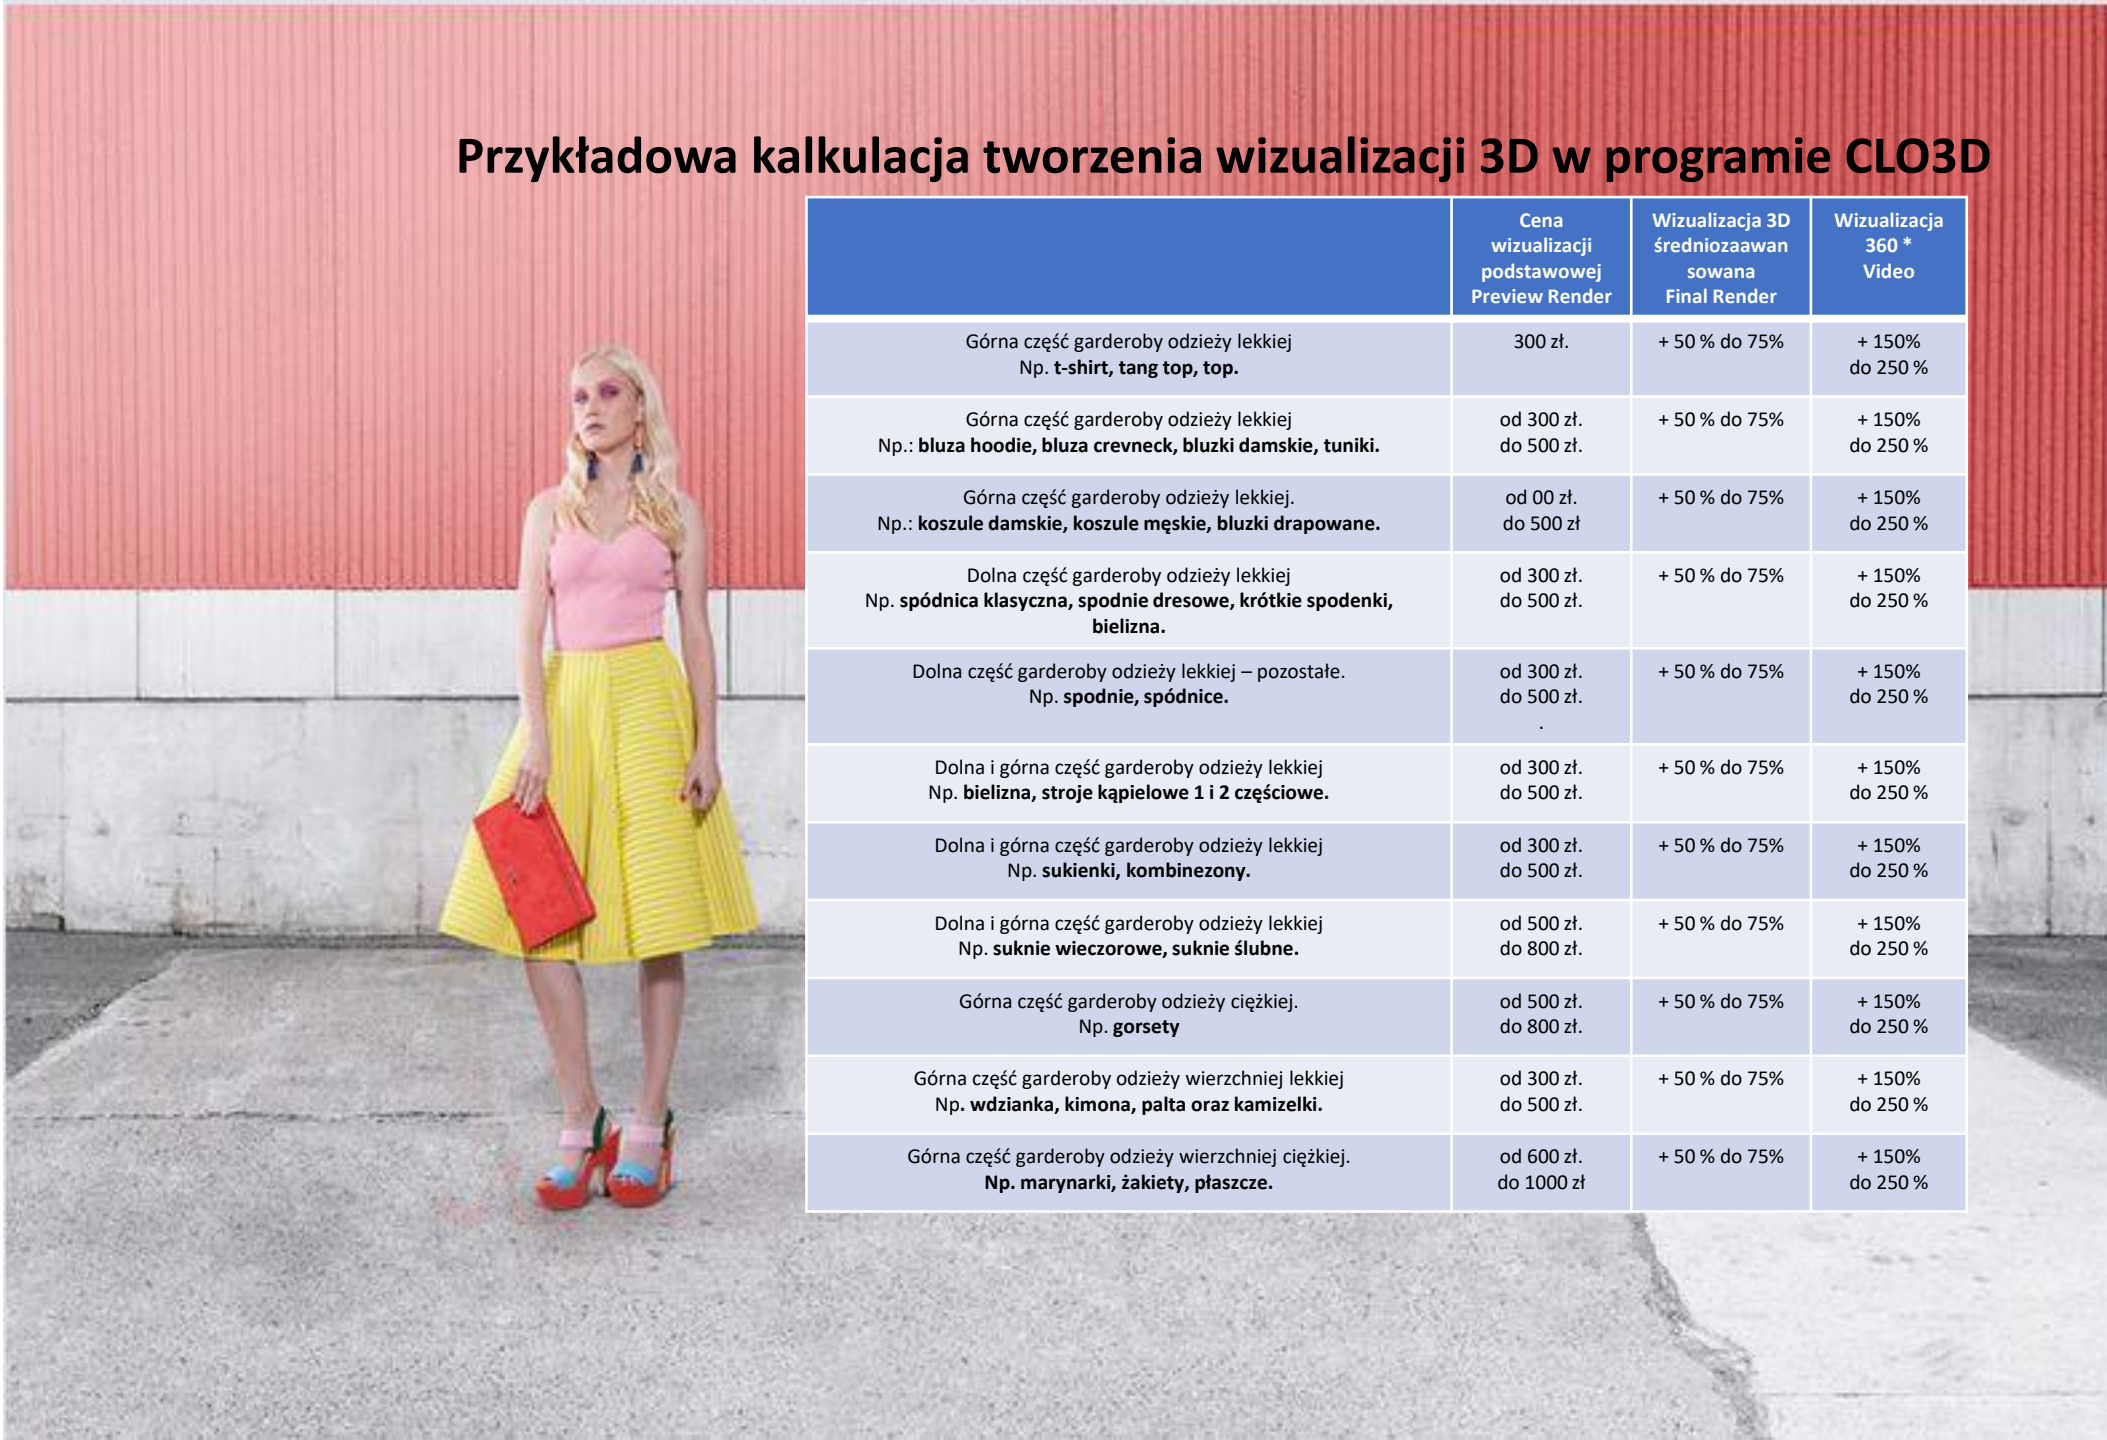 Przykładowa kalkulacja tworzenia wizualizacji 3D w programie CLO3D
Cena
wizualizacji
podstawowej
Preview Render
Wizualizacja 3D
średniozaawan
sowana
Final Render
Wizualizacja
360 *
Video
Górna część garderoby odzieży lekkiej
Np. t-shirt, tang top, top.
300 zł.
+ 50 % do 75%
+ 150%
do 250 %
Górna część garderoby odzieży lekkiej
Np.: bluza hoodie, bluza crevneck, bluzki damskie, tuniki.
od 300 zł.
do 500 zł.
+ 50 % do 75%
+ 150%
do 250 %
Górna część garderoby odzieży lekkiej.
Np.: koszule damskie, koszule męskie, bluzki drapowane.
od 00 zł.
do 500 zł
+ 50 % do 75%
+ 150%
do 250 %
Dolna część garderoby odzieży lekkiej
Np. spódnica klasyczna, spodnie dresowe, krótkie spodenki,
bielizna.
od 300 zł.
do 500 zł.
+ 50 % do 75%
+ 150%
do 250 %
Dolna część garderoby odzieży lekkiej – pozostałe.
Np. spodnie, spódnice.
od 300 zł.
do 500 zł.
.
+ 50 % do 75%
+ 150%
do 250 %
Dolna i górna część garderoby odzieży lekkiej
Np. bielizna, stroje kąpielowe 1 i 2 częściowe.
od 300 zł.
do 500 zł.
+ 50 % do 75%
+ 150%
do 250 %
Dolna i górna część garderoby odzieży lekkiej
Np. sukienki, kombinezony.
od 300 zł.
do 500 zł.
+ 50 % do 75%
+ 150%
do 250 %
Dolna i górna część garderoby odzieży lekkiej
Np. suknie wieczorowe, suknie ślubne.
od 500 zł.
do 800 zł.
+ 50 % do 75%
+ 150%
do 250 %
Górna część garderoby odzieży ciężkiej.
Np. gorsety
od 500 zł.
do 800 zł.
+ 50 % do 75%
+ 150%
do 250 %
Górna część garderoby odzieży wierzchniej lekkiej
Np. wdzianka, kimona, palta oraz kamizelki.
od 300 zł.
do 500 zł.
+ 50 % do 75%
+ 150%
do 250 %
Górna część garderoby odzieży wierzchniej ciężkiej.
Np. marynarki, żakiety, płaszcze.
od 600 zł.
do 1000 zł
+ 50 % do 75%
+ 150%
do 250 %